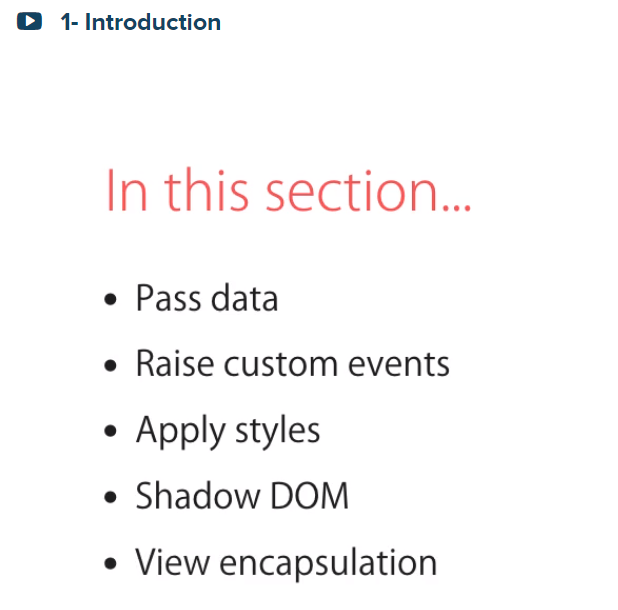 1- Introduction
In this section...
• Pass data
• Raise custom events
• Apply styles
• Shadow DOM
• View encapsulation